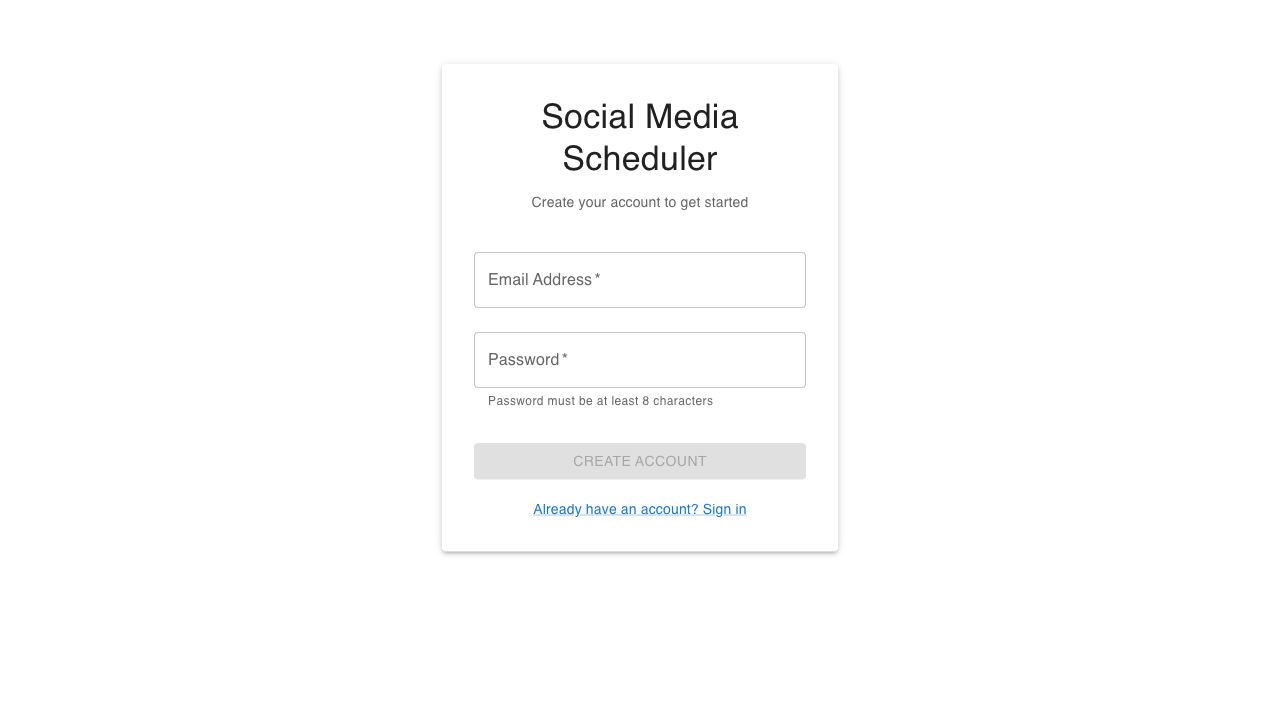 Social Media
Scheduler
Create your account to get started
Email Address *
Password *
Password must be at least 8 characters
CREATE ACCOUNT
Already have an account? Sign in